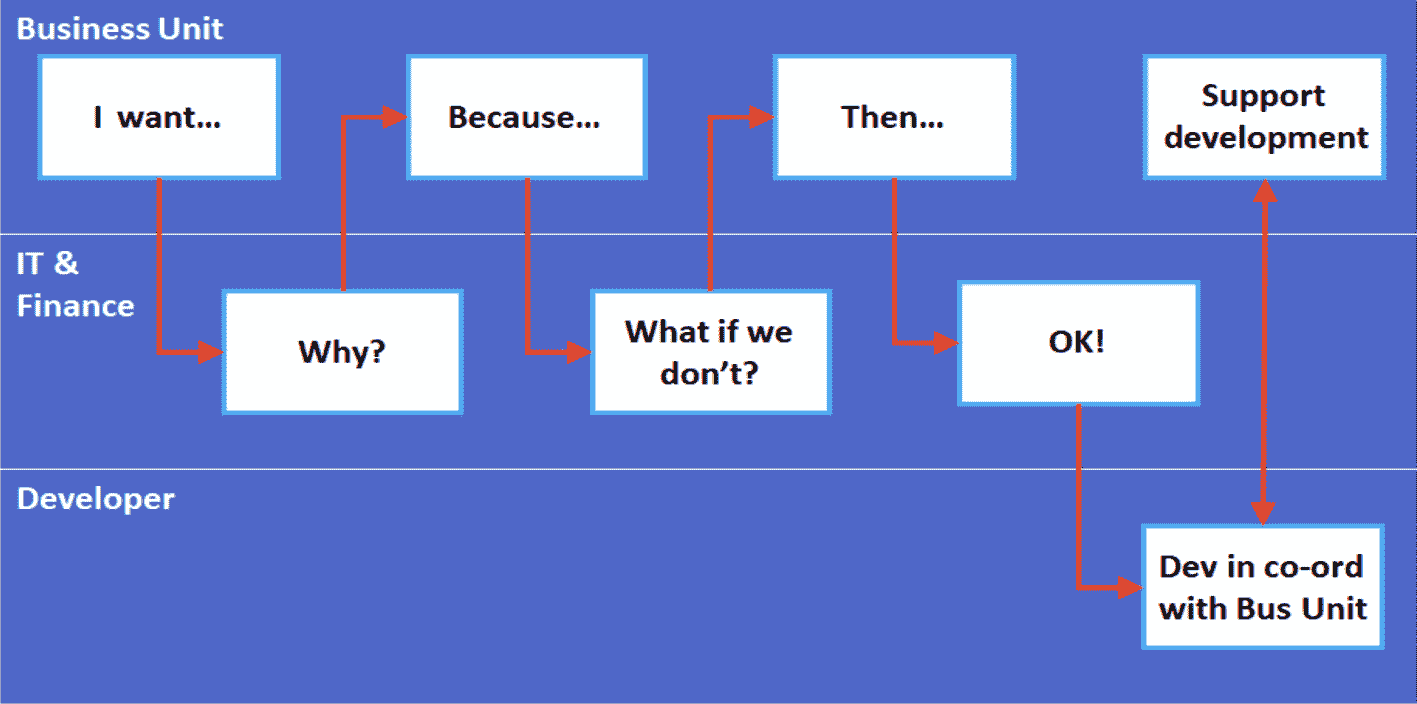 Business Unit
I want...
Because...
Then...
Support
development
IT &
Finance
Why?
What if we
don't?
OK!
Developer
Dev in co-ord
with Bus Unit